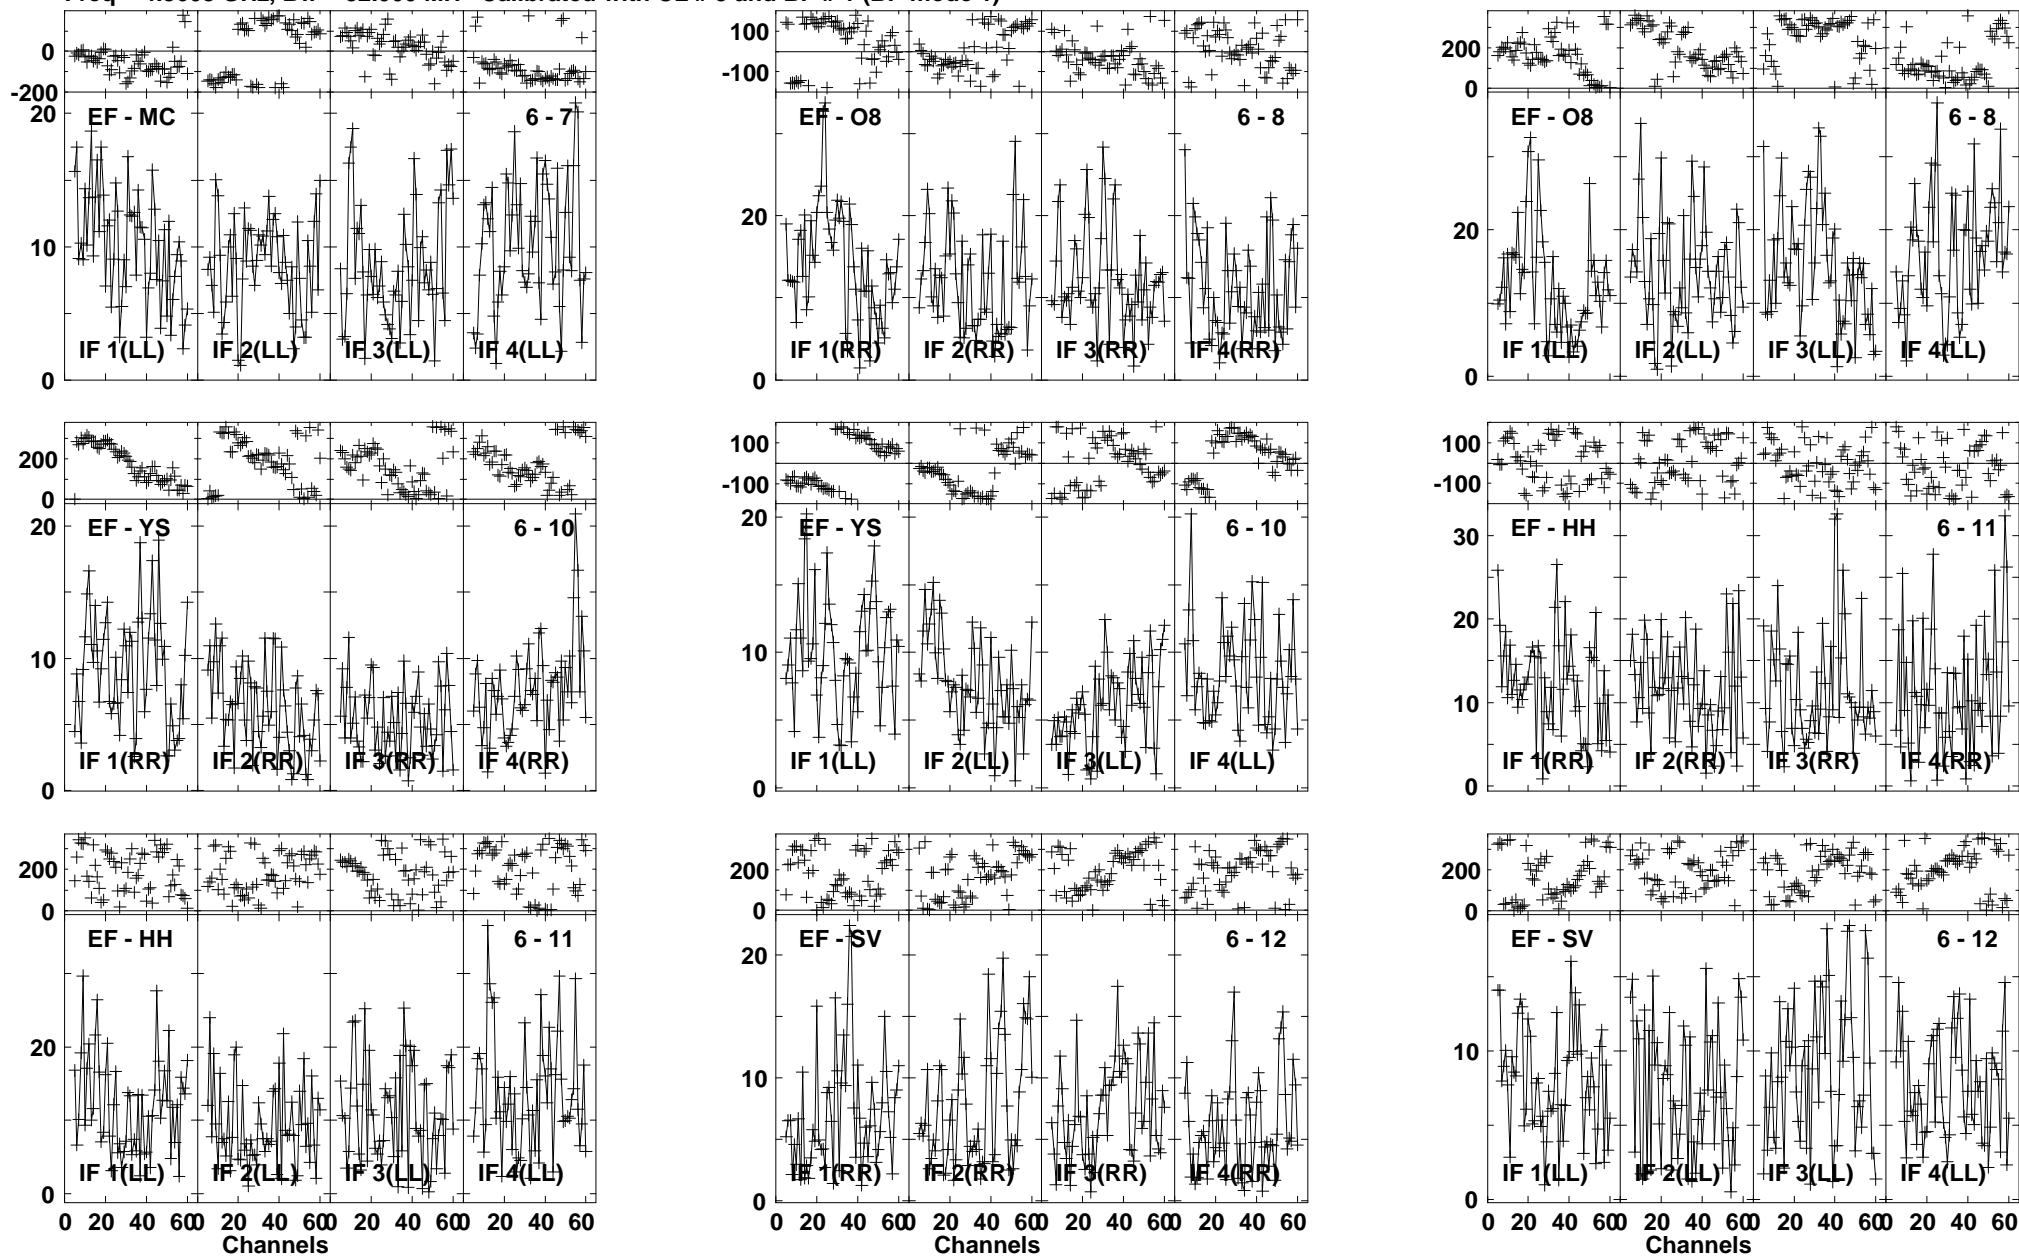 0
-200
100
-100
200
0
EF - MC 6 - 7
EF - O8 6 - 8
EF - O8 6 - 8
20
10
0
20
0
20
0
IF 1(LL) IF 2(LL) IF 3(LL) IF 4(LL)
IF 1(RR) IF 2(RR) IF 3(RR) IF 4(RR)
IF 1(LL) IF 2(LL) IF 3(LL) IF 4(LL)
200
0
100
-100
100
-100
EF - YS 6 - 10
EF - YS 6 - 10
EF - HH 6 - 11
20
10
0
20
10
0
30
20
10
0
IF 1(RR) IF 2(RR) IF 3(RR) IF 4(RR)
IF 1(LL) IF 2(LL) IF 3(LL) IF 4(LL)
IF 1(RR) IF 2(RR) IF 3(RR) IF 4(RR)
200
0
200
0
200
0
EF - HH 6 - 11
EF - SV 6 - 12
EF - SV 6 - 12
20
0
20
10
0
10
0
IF 1(LL) IF 2(LL) IF 3(LL) IF 4(LL)
IF 1(RR) IF 2(RR) IF 3(RR) IF 4(RR)
IF 1(LL) IF 2(LL) IF 3(LL) IF 4(LL)
0 20 40 60 0 20 40 60 0 20 40 60 0 20 40 60
0 20 40 60 0 20 40 60 0 20 40 60 0 20 40 60
0 20 40 60 0 20 40 60 0 20 40 60 0 20 40 60
Channels
Channels
Channels